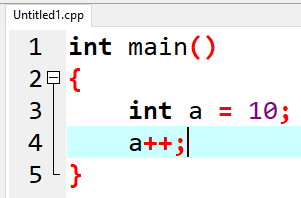 Untitled1.cpp
1 int main()
2 {
3     int a = 10;
4     a++;
5 }